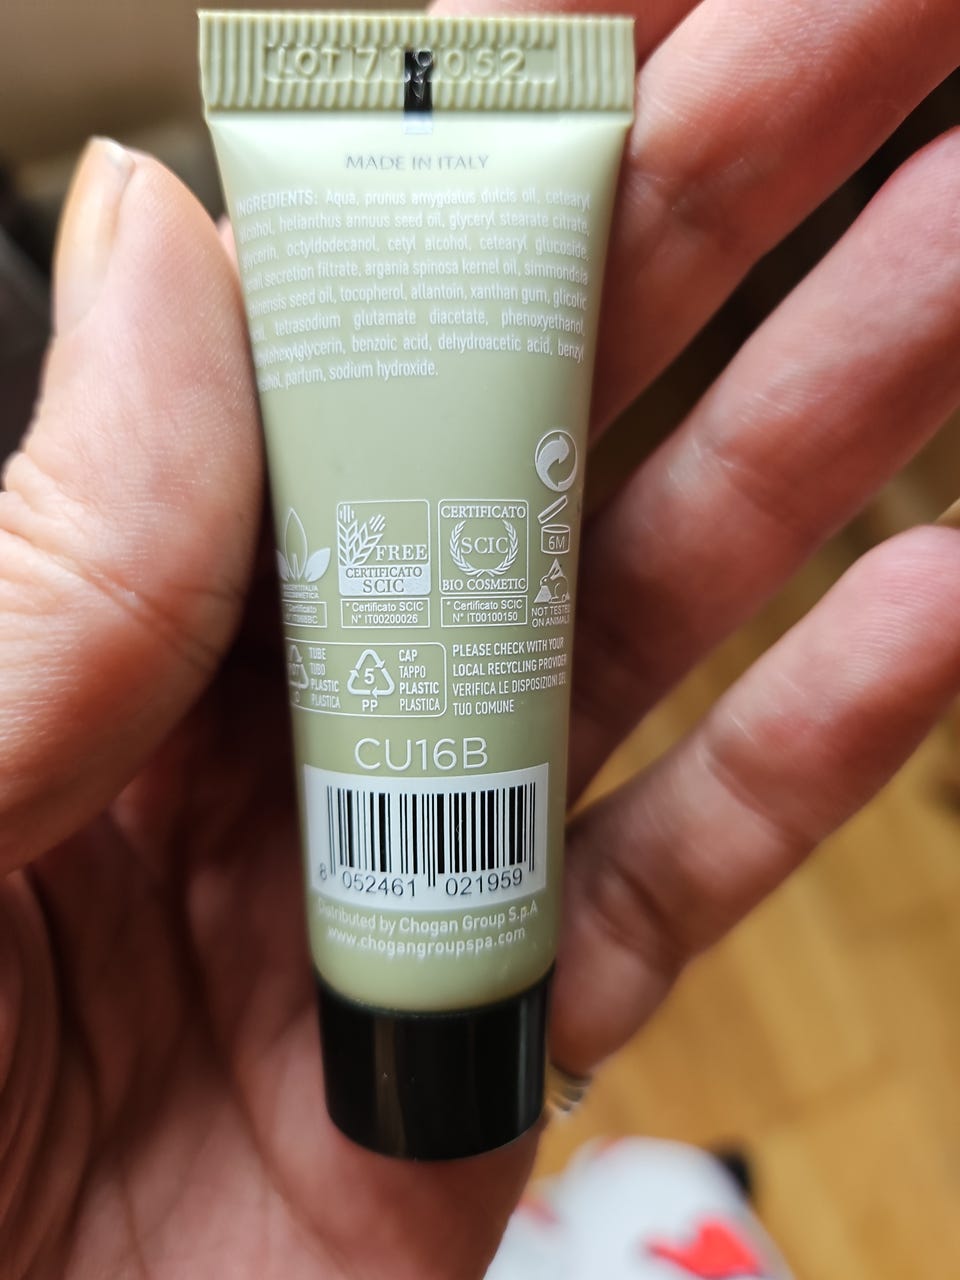 LOT 719052
MADE IN ITALY
INGREDIENTS: Aqua, prunus amygdalus dulcis oil, cetearyl
alcohol, helianthus annuus seed oil, glyceryl stearate citrate,
glycerin, octyldodecanol, cetyl alcohol, cetearyl glucoside,
snail secretion filtrate, argania spinosa kernel oil, simmondsia
chinensis seed oil, tocopherol, allantoin, xanthan gum, glicolic
acid, tetrasodium glutamate diacetate, phenoxyethanol,
ethylohexylglycerin, benzoic acid, dehydroacetic acid, benzyl
alcohol, parfum, sodium hydroxide.
6M
FREE
CERTIFICATO
SCIC
* Certificato SCIC
N° IT00200026
CERTIFICATO
SCIC
BIO COSMETIC
* Certificato SCIC
N° IT00100150
NOT TESTED
ON ANIMALS
* Certificato
TUBE
TUBO
PLASTIC
PLASTICA
5
PP
CAP
TAPPO
PLASTIC
PLASTICA
PLEASE CHECK WITH YOUR
LOCAL RECYCLING PROVIDER
VERIFICA LE DISPOSIZIONI DEL
TUO COMUNE
CU16B
8 052461 021959
Distributed by Chogan Group S.p.A
www.chogangroupspa.com